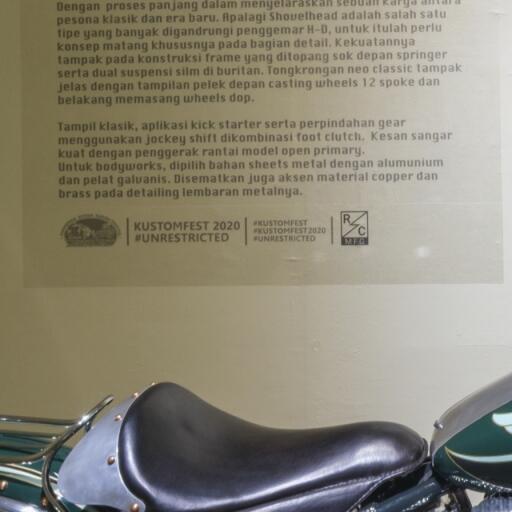 Dengan proses panjang dalam menyelaraskan sebuah karya antara
pesona klasik dan era baru. Apalagi Shovelhead adalah salah satu
tipe yang banyak digandrungi penggemar H-D, untuk itulah perlu
konsep matang khususnya pada bagian detail. Kekuatannya
tampak pada konstruksi frame yang ditopang sok depan springer
serta dual suspensi slim di buritan. Tongkrongan neo classic tampak
jelas dengan tampilan pelek depan casting wheels 12 spoke dan
belakang memasang wheels dop.
Tampil klasik, aplikasi kick starter serta perpindahan gear
menggunakan jockey shift dikombinasi foot clutch. Kesan sangar
kuat dengan penggerak rantai model open primary.
Untuk bodyworks, dipilih bahan sheets metal dengan alumunium
dan pelat galvanis. Disematkan juga aksen material copper dan
brass pada detailing lembaran metalnya.
KUSTOMFEST 2020
#UNRESTRICTED
#KUSTOMFEST
#KUSTOMFEST2020
#UNRESTRICTED
R
C
MFG